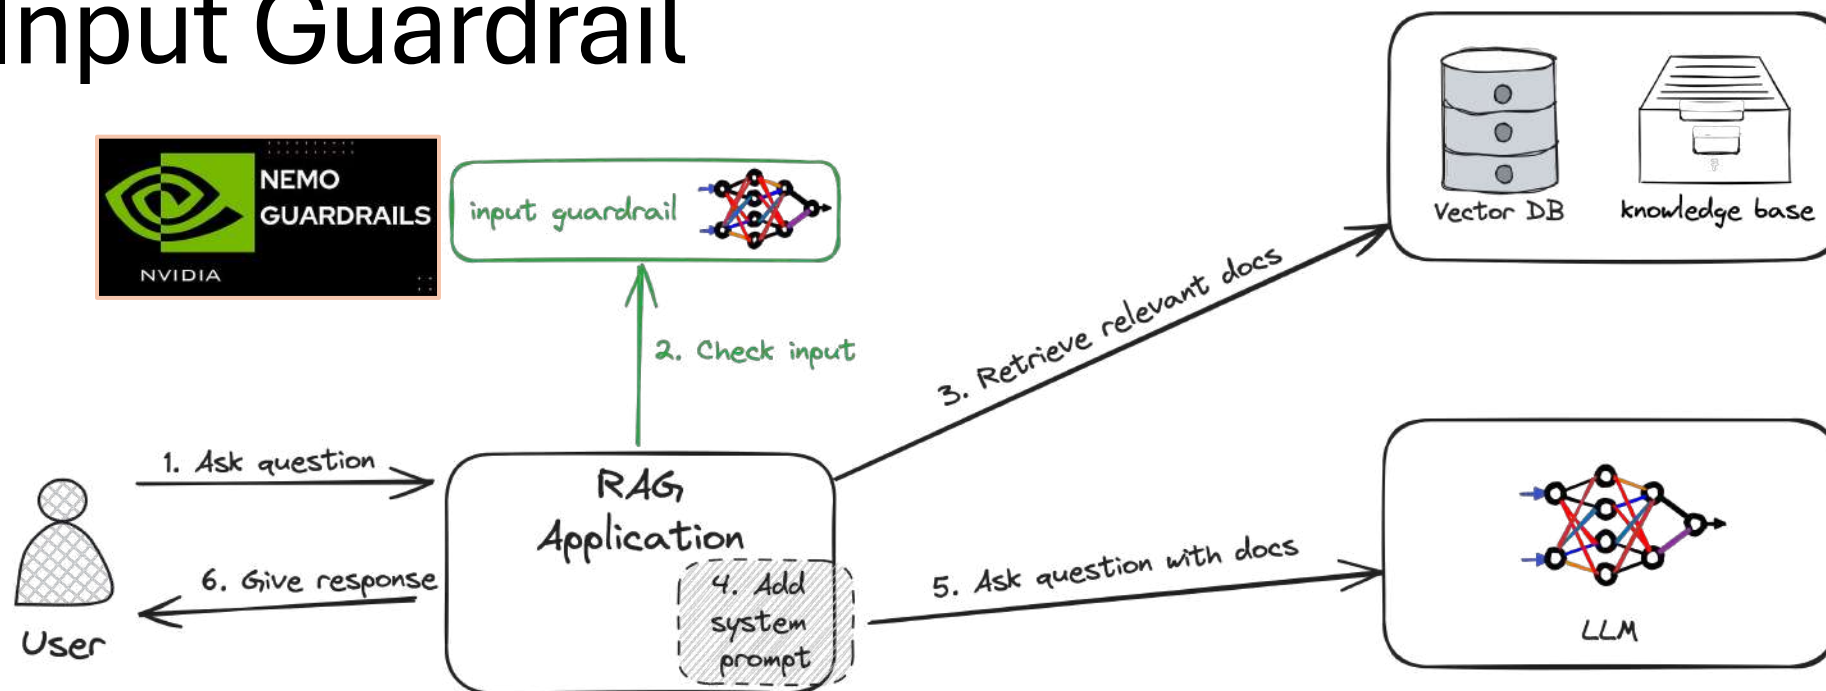 Input Guardrail
NEMO
GUARDRAILS
NVIDIA
input guardrail
Vector DB
knowledge base
2. Check input
3. Retrieve relevant docs
1. Ask question
RAG
Application
6. Give response
4. Add
system
prompt
5. Ask question with docs
User
LLM